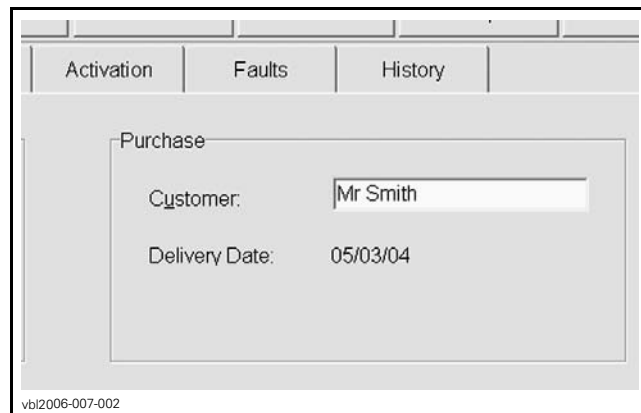 Activation Faults History
Purchase
Customer: Mr Smith
Delivery Date: 05/03/04
vbl2006-007-002